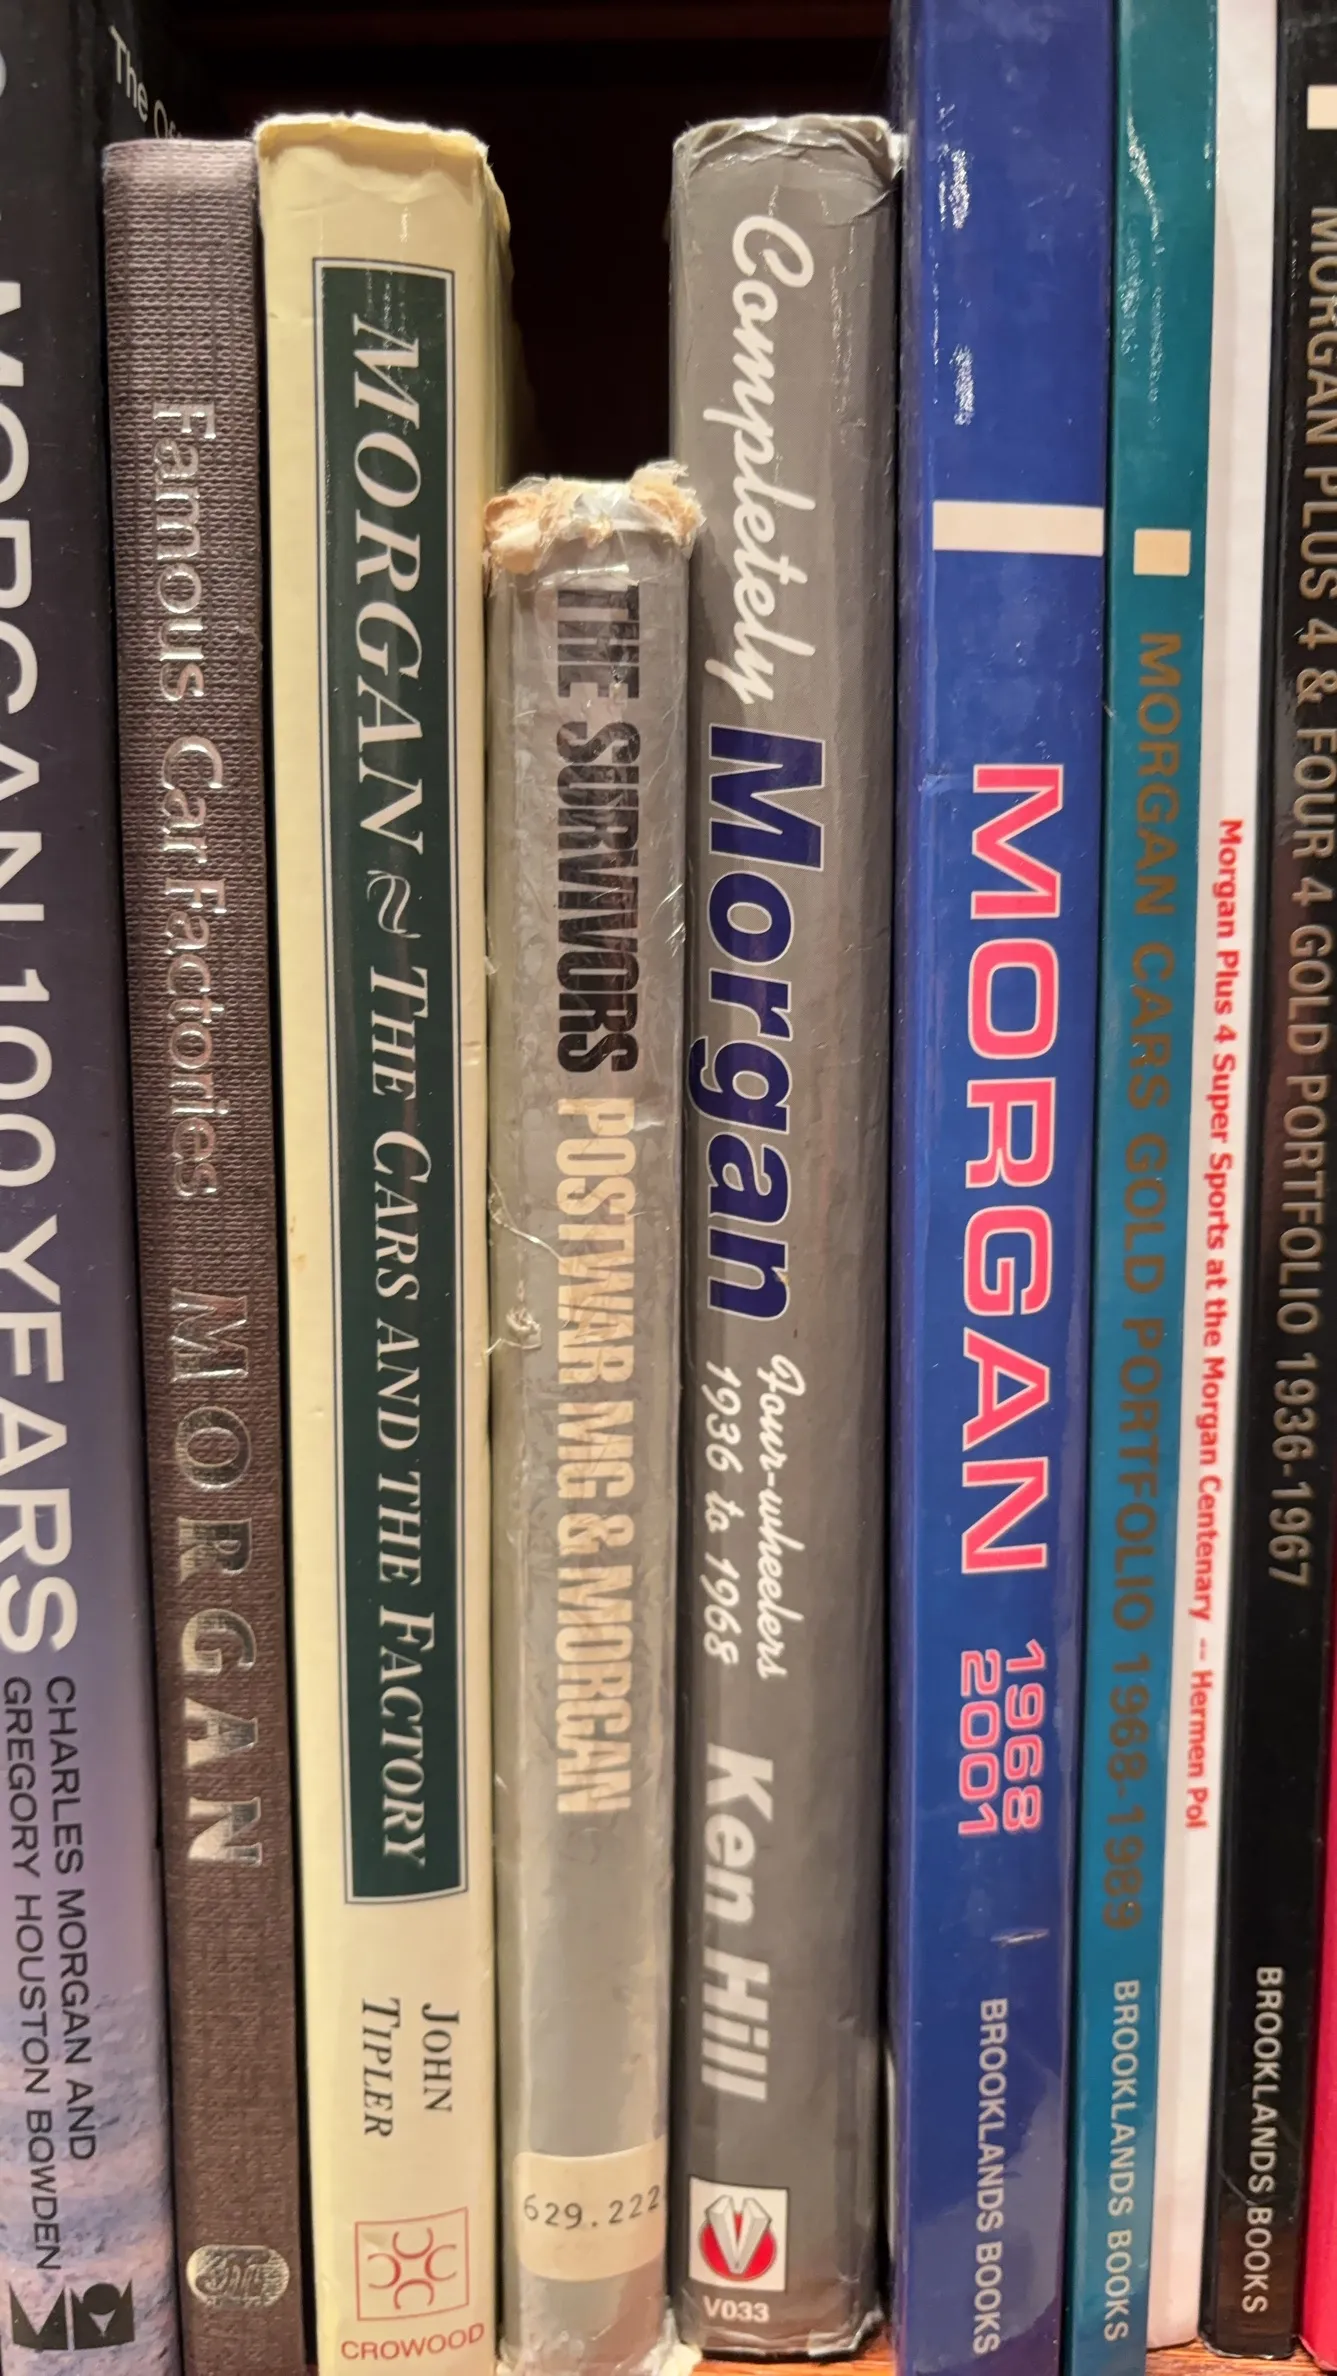 MORGAN 100 YEARS
CHARLES MORGAN AND
GREGORY HOUSTON BOWDEN
The
Famous Car Factories MORGAN
MORGAN ~ THE CARS AND THE FACTORY
JOHN
TIPLER
CROWOOD
THE SURVIVORS POSTWAR MG & MORGAN
629.222
Completely Morgan
Four-wheelers
1936 to 1968
Ken Hill
V033
MORGAN
1968
2001
BROOKLANDS BOOKS
MORGAN CARS GOLD PORTFOLIO 1968-1989
BROOKLANDS BOOKS
Morgan Plus 4 Super Sports at the Morgan Centenary -- Hermen Pol
MORGAN PLUS 4 & FOUR 4 GOLD PORTFOLIO 1936-1967
BROOKLANDS BOOKS